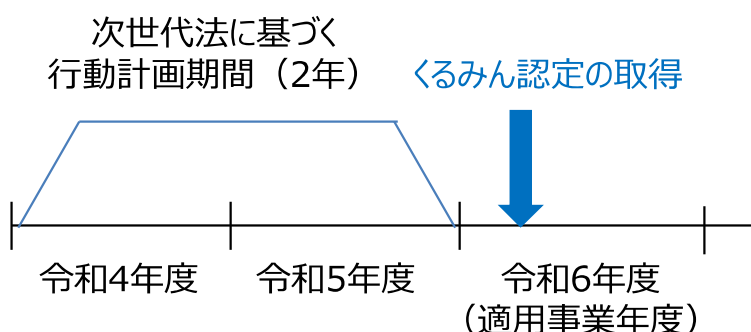 次世代法に基づく
行動計画期間（2年）
くるみん認定の取得
令和4年度
令和5年度
令和6年度
（適用事業年度）